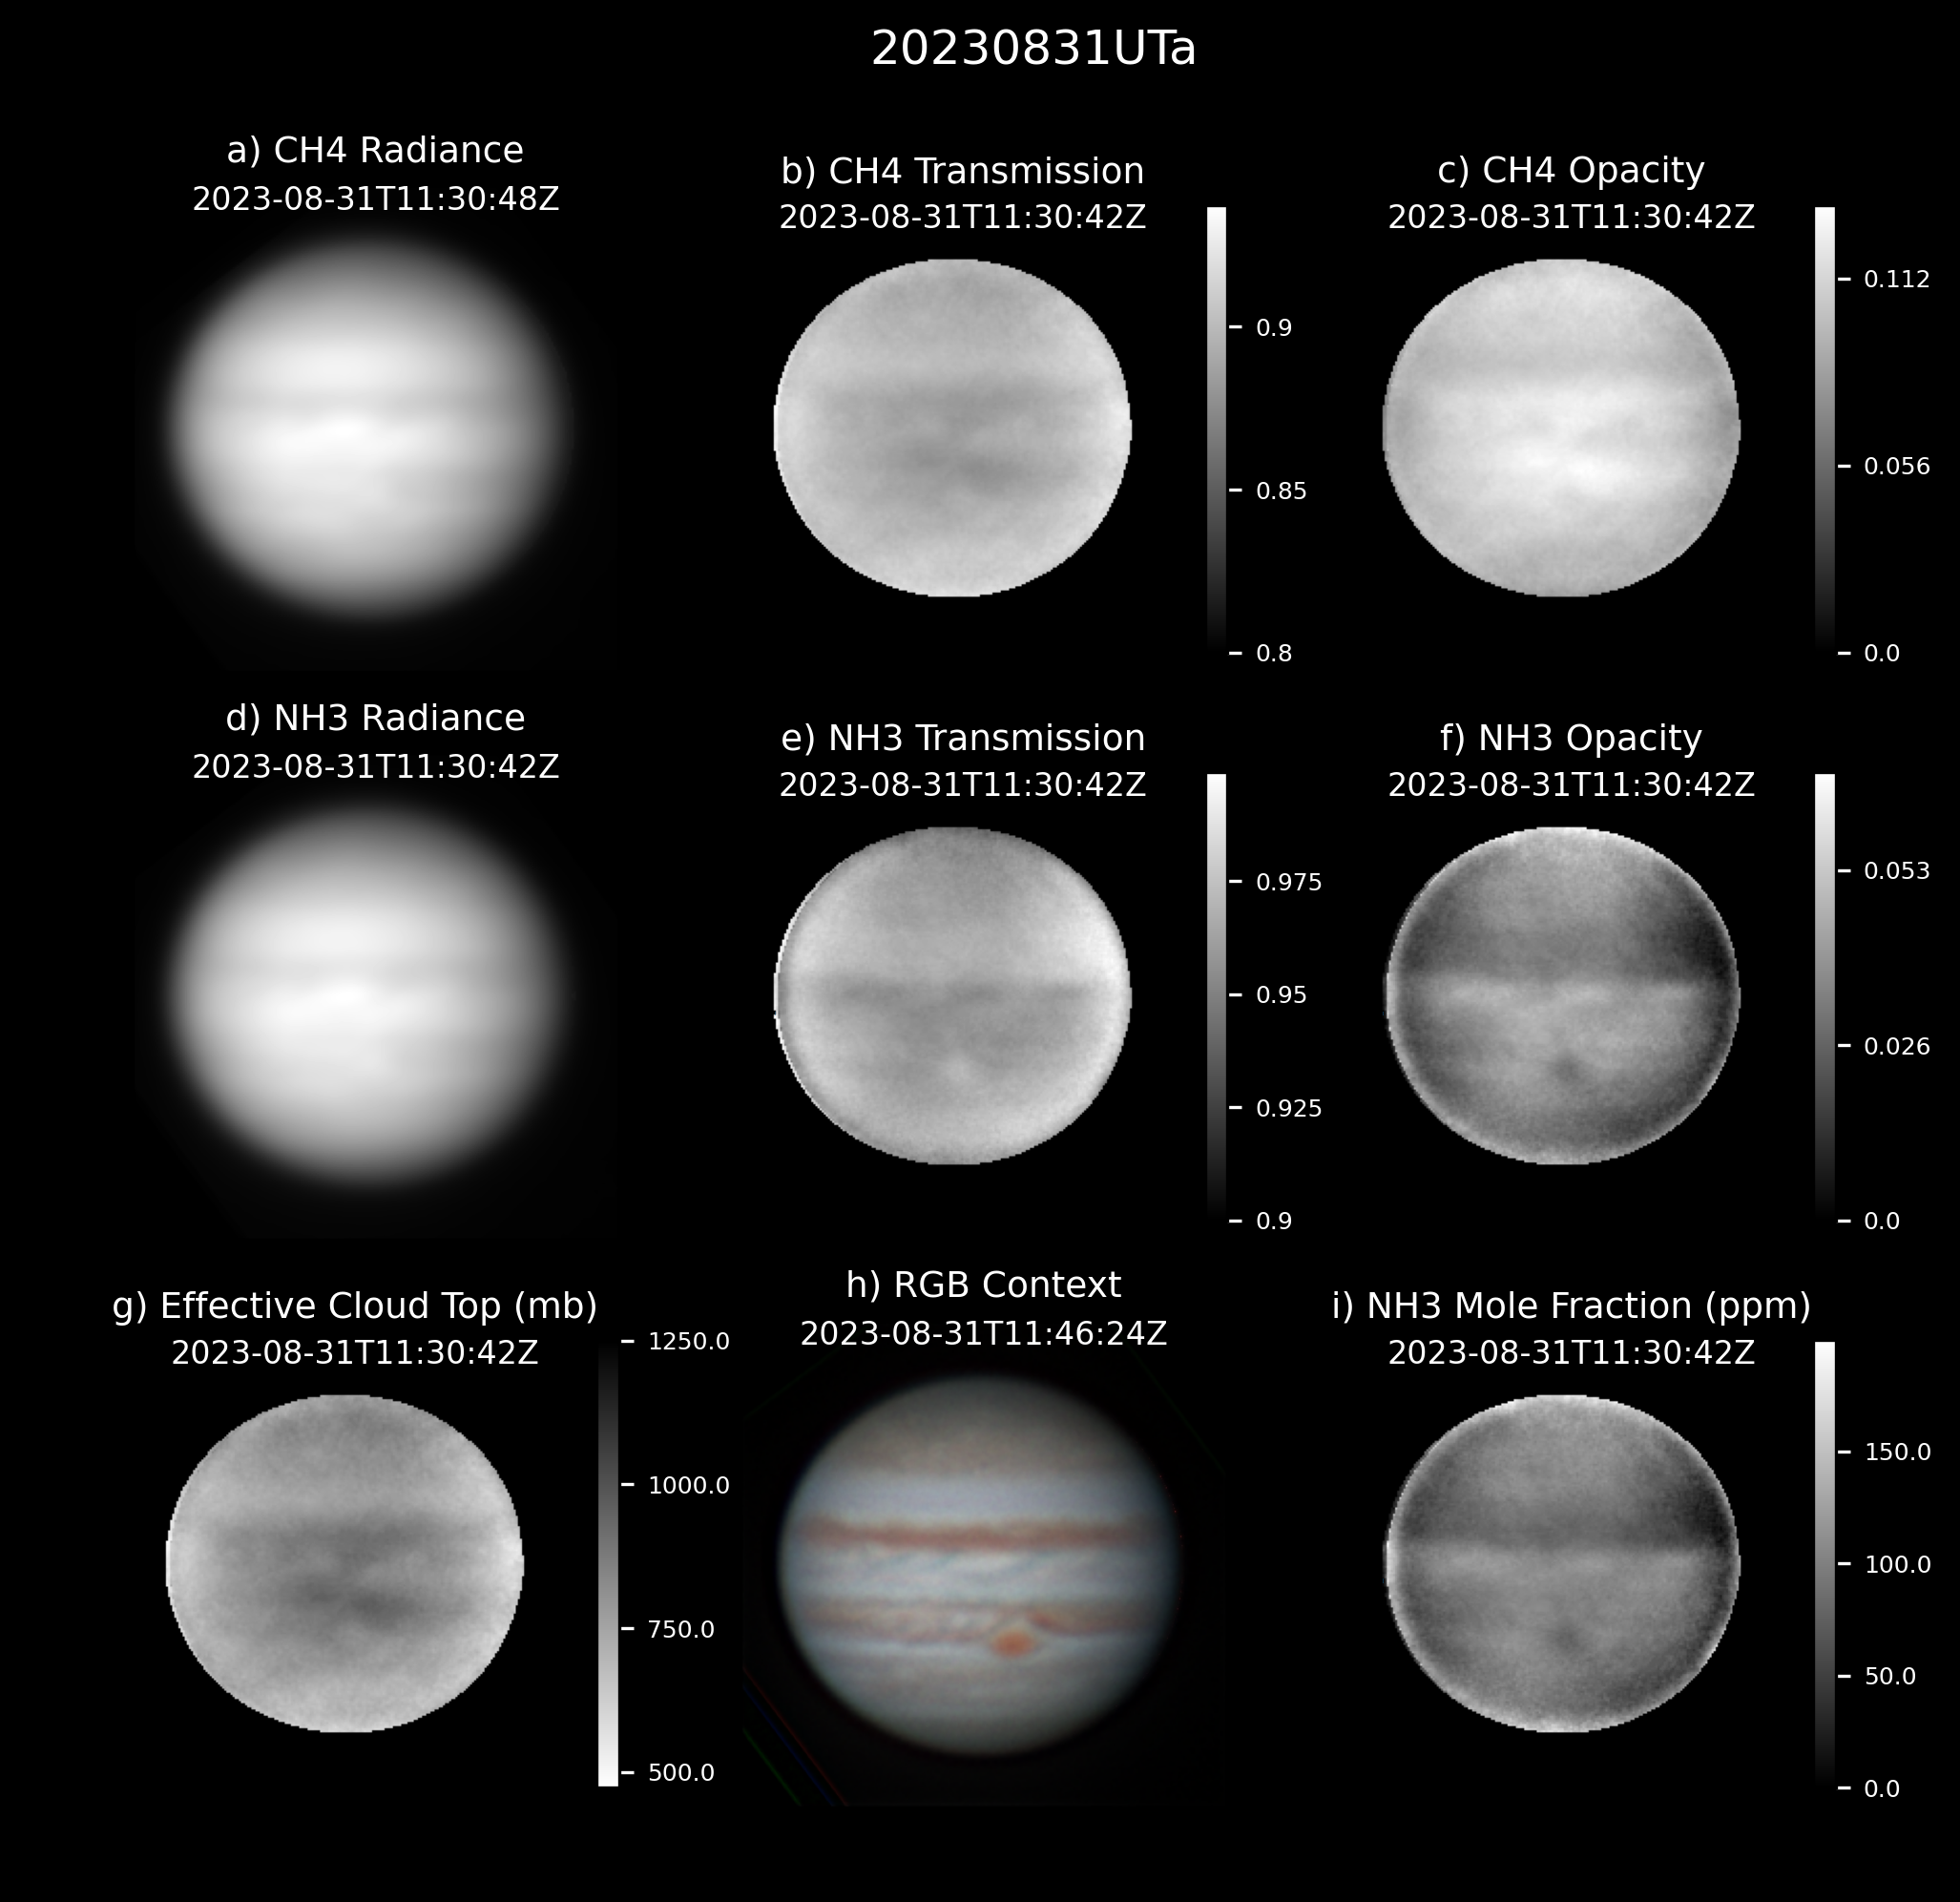 20230831UTa
a) CH4 Radiance
2023-08-31T11:30:48Z
b) CH4 Transmission
2023-08-31T11:30:42Z
0.9
0.85
0.8
c) CH4 Opacity
2023-08-31T11:30:42Z
0.112
0.056
0.0
d) NH3 Radiance
2023-08-31T11:30:42Z
e) NH3 Transmission
2023-08-31T11:30:42Z
0.975
0.95
0.925
0.9
f) NH3 Opacity
2023-08-31T11:30:42Z
0.053
0.026
0.0
g) Effective Cloud Top (mb)
2023-08-31T11:30:42Z
1250.0
1000.0
750.0
500.0
h) RGB Context
2023-08-31T11:46:24Z
i) NH3 Mole Fraction (ppm)
2023-08-31T11:30:42Z
150.0
100.0
50.0
0.0